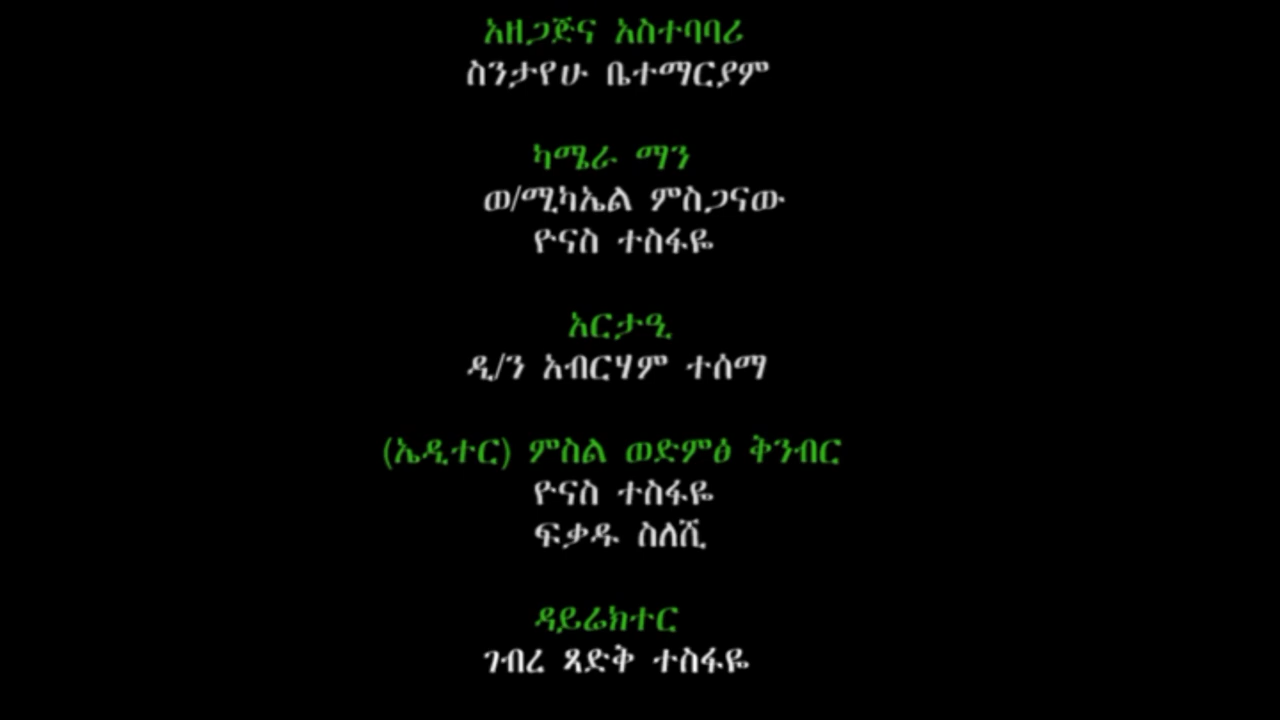 አዘጋጅና አስተባባሪ
ስንታየሁ ቤተማርያም
ካሜራ ማን
ወ/ሚካኤል ምስጋናው
ዮናስ ተስፋዬ
አርታዒ
ዲ/ን አብርሃም ተሰማ
(ኤዲተር) ምስል ወድምፅ ቅንብር
ዮናስ ተስፋዬ
ፍቃዱ ስለሺ
ዳይሬክተር
ገብረ ጻድቅ ተስፋዬ